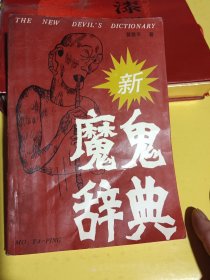 THE NEW DEVIL'S DICTIONARY
新
魔鬼
辞典
MO, YA-PING